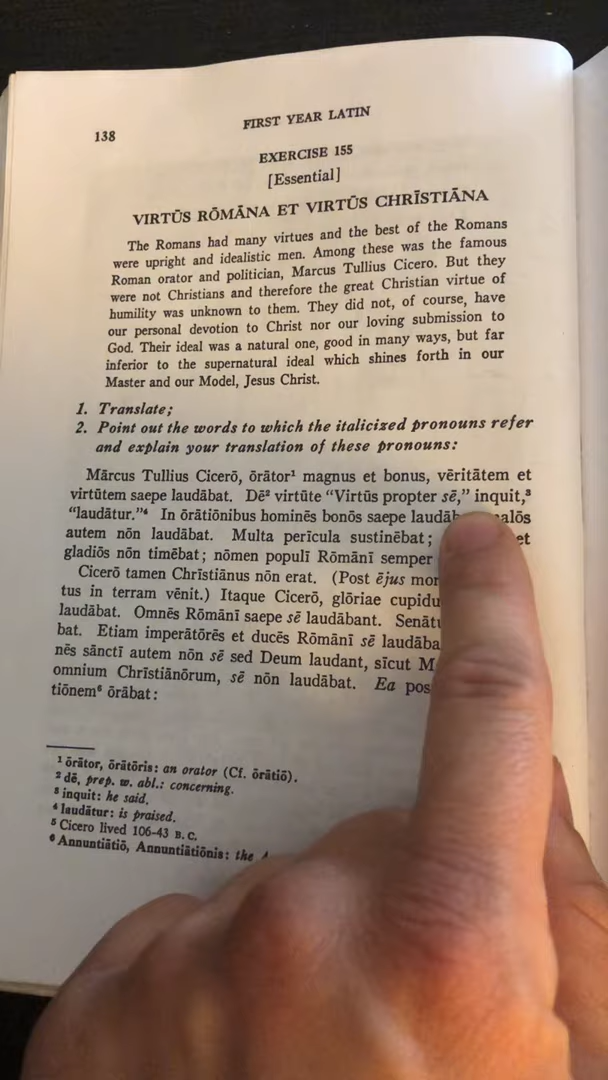 138
FIRST YEAR LATIN
EXERCISE 155
[Essential]
VIRTŪS RŌMĀNA ET VIRTŪS CHRĪSTIĀNA
The Romans had many virtues and the best of the Romans
were upright and idealistic men. Among these was the famous
Roman orator and politician, Marcus Tullius Cicero. But they
were not Christians and therefore the great Christian virtue of
humility was unknown to them. They did not, of course, have
our personal devotion to Christ nor our loving submission to
God. Their ideal was a natural one, good in many ways, but far
inferior to the supernatural ideal which shines forth in our
Master and our Model, Jesus Christ.
1. Translate;
2. Point out the words to which the italicized pronouns refer
and explain your translation of these pronouns:
Mārcus Tullius Cicerō, ōrātor¹ magnus et bonus, vēritātem et
virtūtem saepe laudābat. Dē² virtūte “Virtūs propter sē,” inquit,³
“laudātur.”⁴ In ōrātiōnibus hominēs bonōs saepe
autem nōn laudābat. Multa perīcula sustinēbat; et
gladiōs nōn timēbat; nōmen populī Rōmānī semper
Cicerō tamen Chrīstiānus nōn erat. (Post ējus
tus in terram vēnit.) Itaque Cicerō, glōriae
laudābat. Omnēs Rōmānī saepe sē laudābant.
bat. Etiam imperātōrēs et ducēs Rōmānī sē
nēs sānctī autem nōn sē sed Deum laudant, sīcut
omnium Chrīstiānōrum, sē nōn laudābat. Ea
tiōnem⁶ ōrābat:
¹ ōrātor, ōrātōris: an orator (Cf. ōrātiō).
² dē, prep. w. abl.: concerning.
³ inquit: he said.
⁴ laudātur: is praised.
⁵ Cicero lived 106-43 B.C.
⁶ Annuntiātiō, Annuntiātiōnis: the